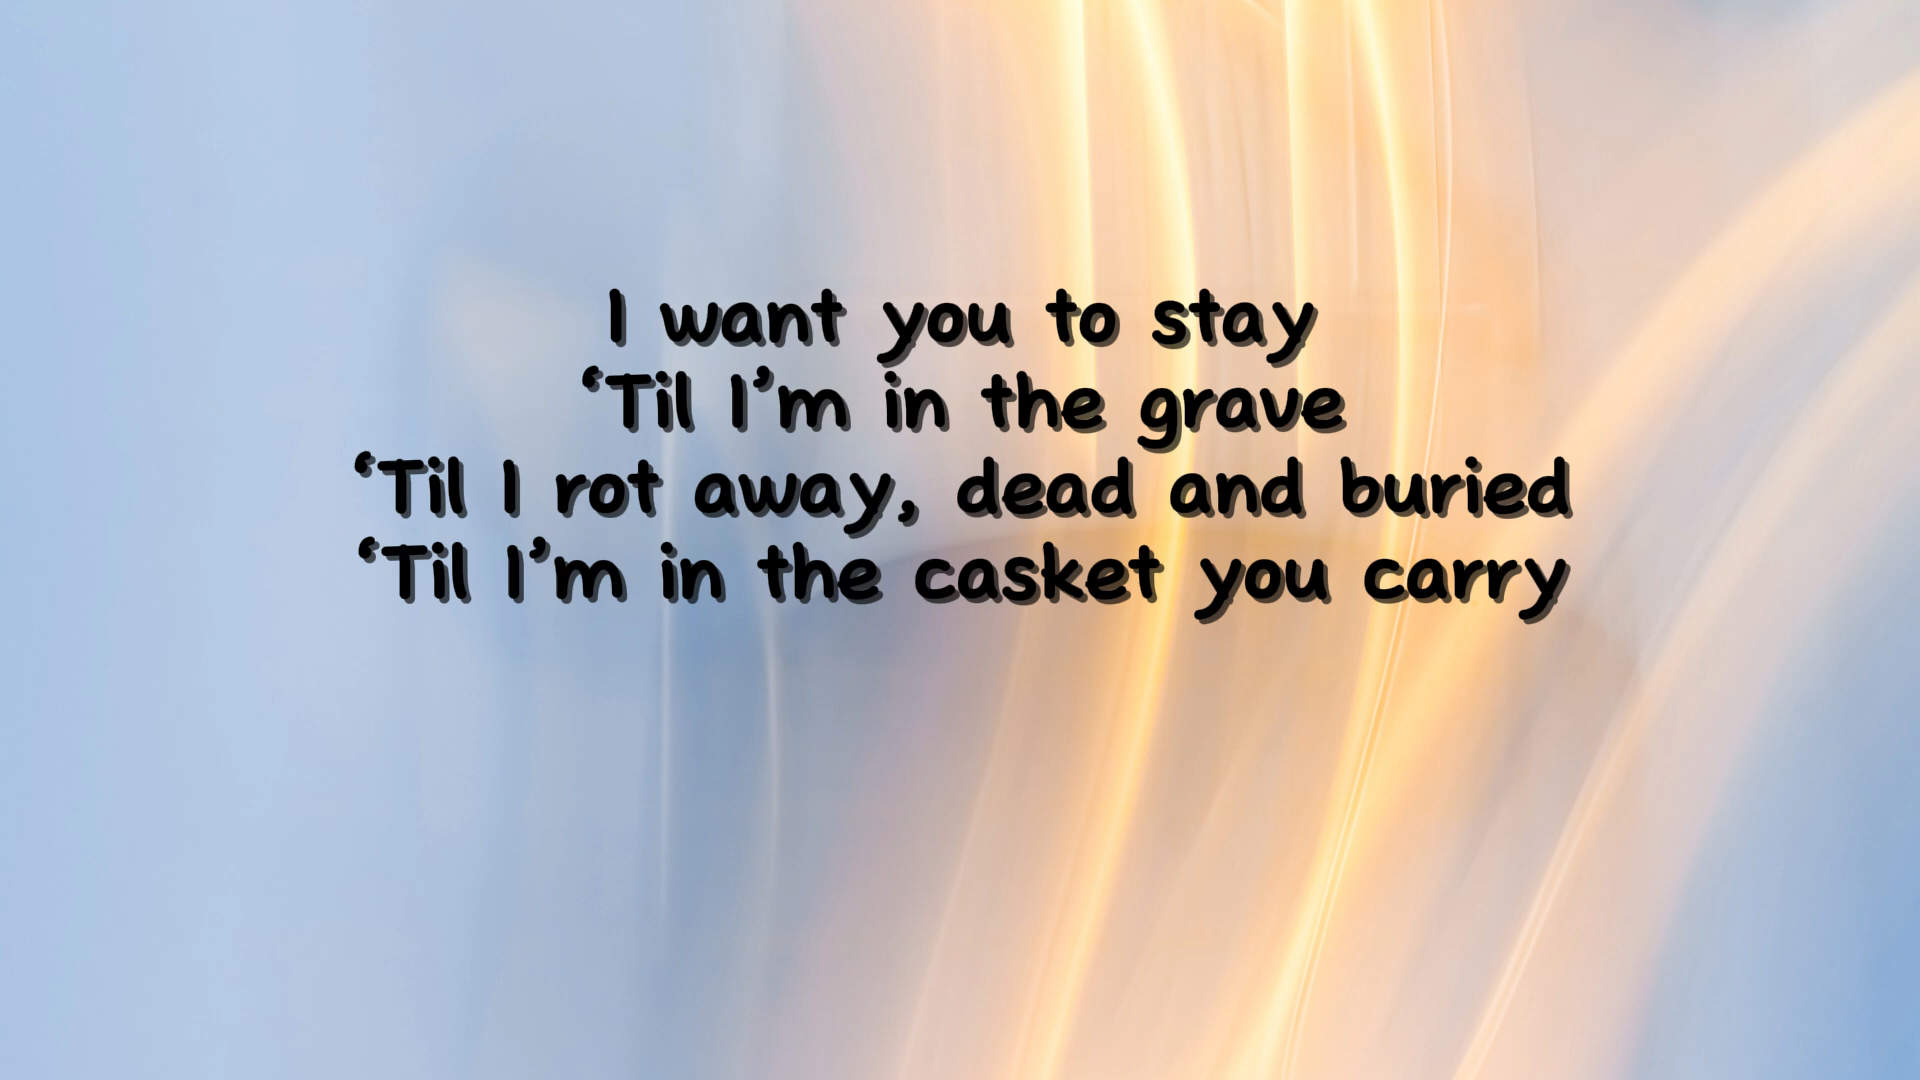 I want you to stay
‘Til I’m in the grave
‘Til I rot away, dead and buried
‘Til I’m in the casket you carry